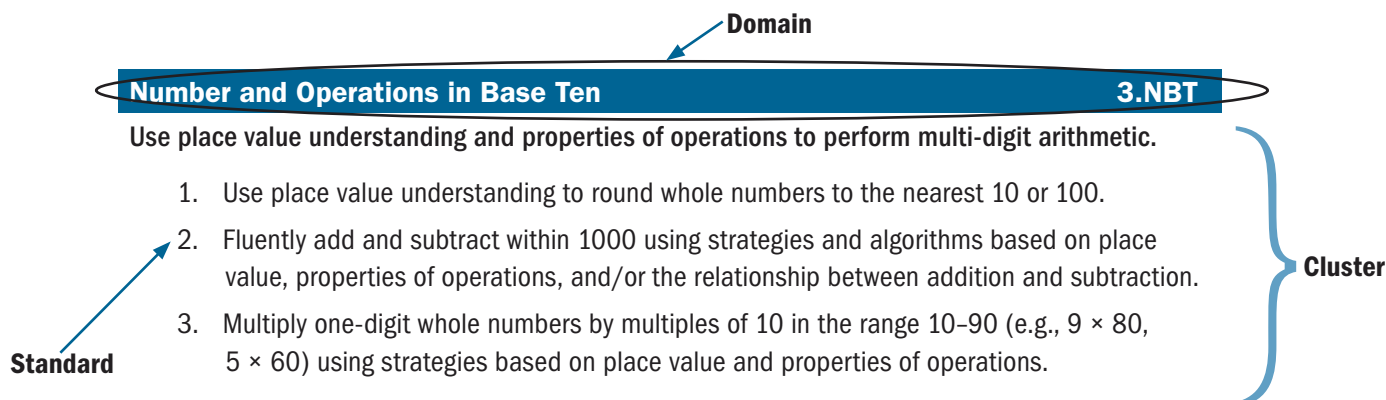 Domain
Number and Operations in Base Ten 3.NBT
Use place value understanding and properties of operations to perform multi-digit arithmetic.
1. Use place value understanding to round whole numbers to the nearest 10 or 100.
2. Fluently add and subtract within 1000 using strategies and algorithms based on place
value, properties of operations, and/or the relationship between addition and subtraction.
Cluster
3. Multiply one-digit whole numbers by multiples of 10 in the range 10–90 (e.g., 9 × 80,
5 × 60) using strategies based on place value and properties of operations.
Standard